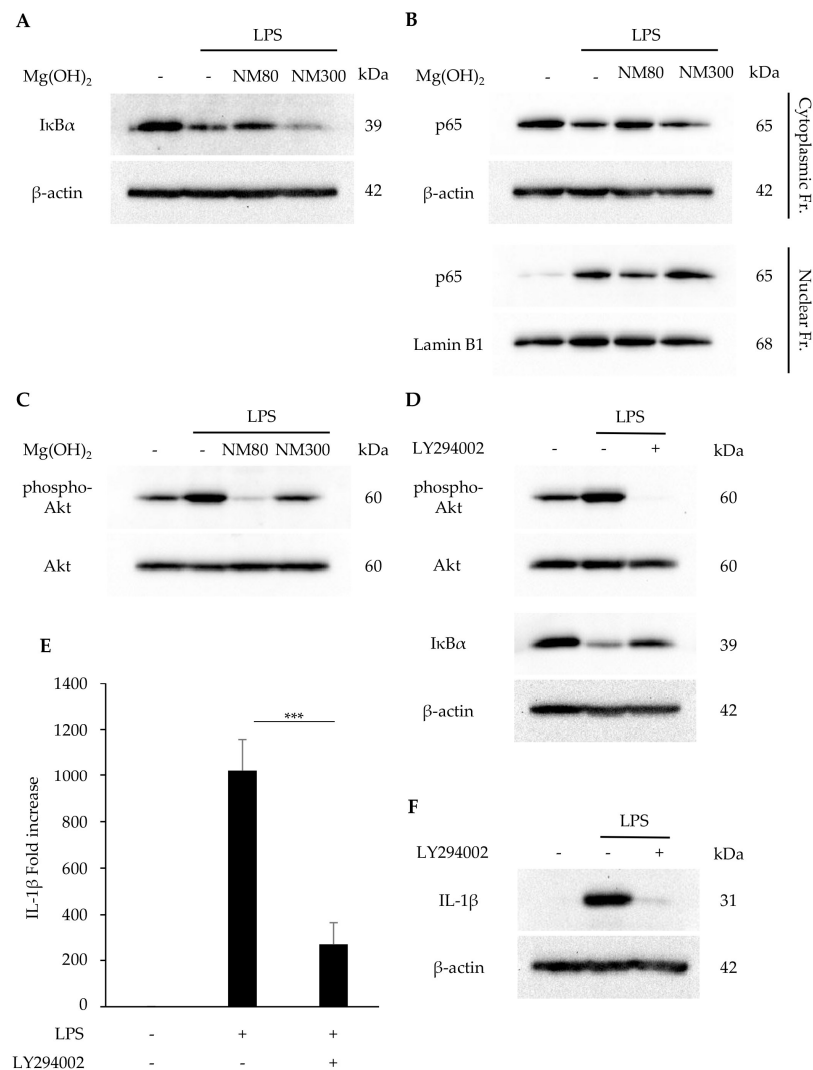 A
LPS
Mg(OH)2 - - NM80 NM300 kDa
IκBα 39
β-actin 42
B
LPS
Mg(OH)2 - - NM80 NM300 kDa
p65 65
β-actin 42
Cytoplasmic Fr.
p65 65
Lamin B1 68
Nuclear Fr.
C
LPS
Mg(OH)2 - - NM80 NM300 kDa
phospho-
Akt 60
Akt 60
D
LPS
LY294002 - - + kDa
phospho-
Akt 60
Akt 60
IκBα 39
β-actin 42
E
IL-1β Fold increase
1400
1200
1000
800
600
400
200
0
***
LPS - + +
LY294002 - - +
F
LPS
LY294002 - - + kDa
IL-1β 31
β-actin 42